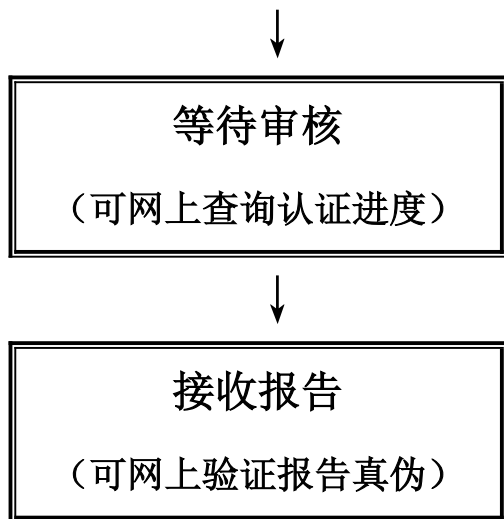 等待审核
（可网上查询认证进度）
接收报告
（可网上验证报告真伪）